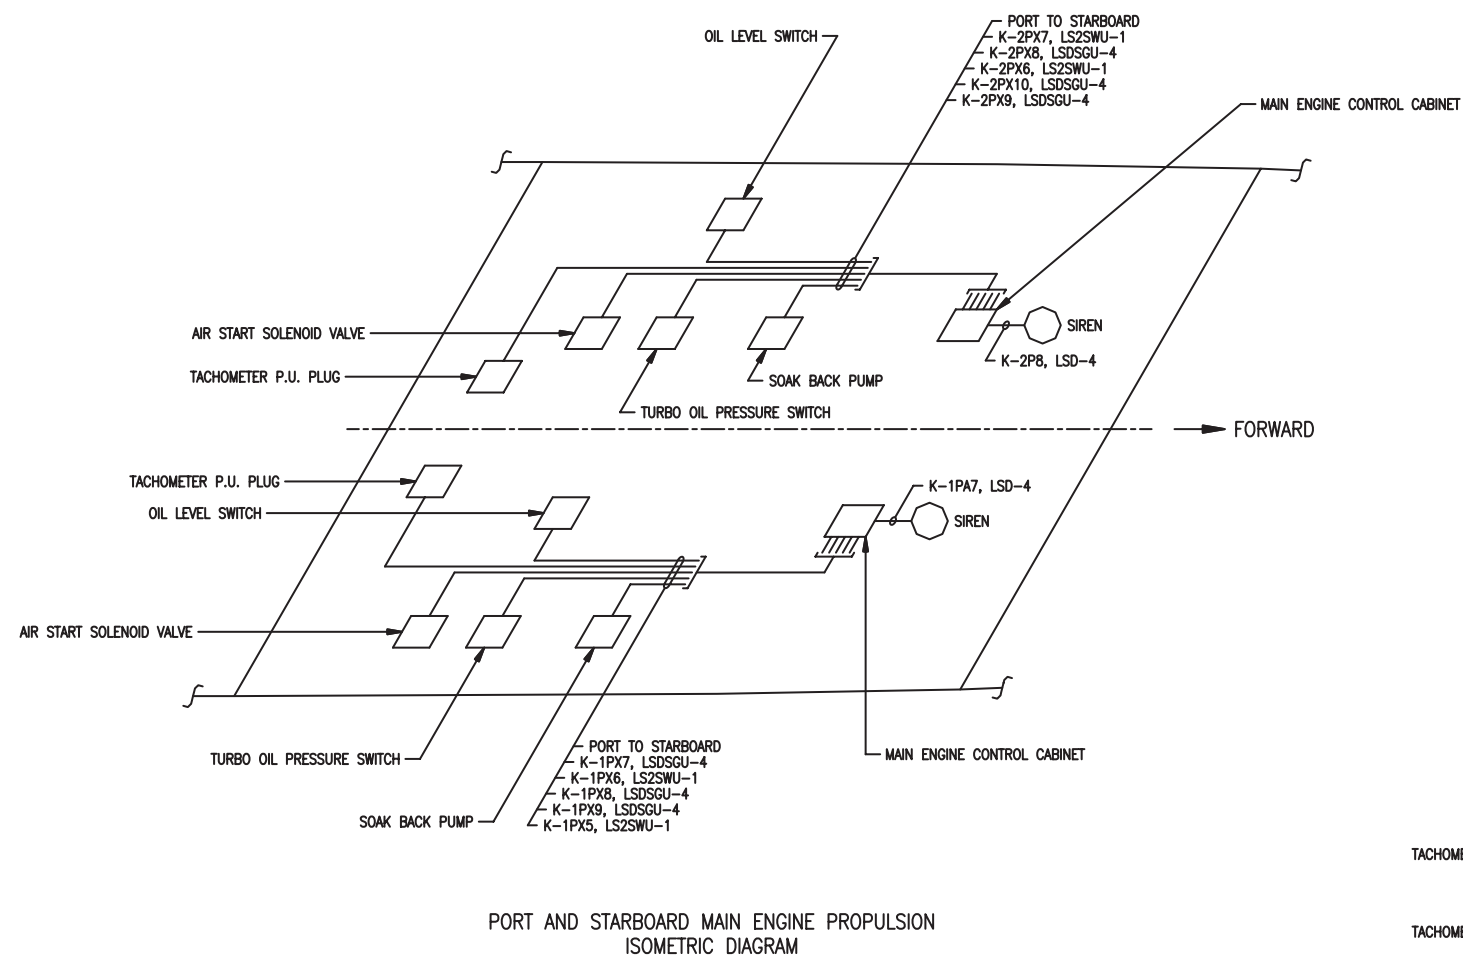 OIL LEVEL SWITCH
PORT TO STARBOARD
K-2PX7, LS2SWU-1
K-2PX8, LSDSGU-4
K-2PX6, LS2SWU-1
K-2PX10, LSDSGU-4
K-2PX9, LSDSGU-4
MAIN ENGINE CONTROL CABINET
AIR START SOLENOID VALVE
SIREN
K-2P8, LSD-4
TACHOMETER P.U. PLUG
SOAK BACK PUMP
TURBO OIL PRESSURE SWITCH
FORWARD
TACHOMETER P.U. PLUG
K-1PA7, LSD-4
OIL LEVEL SWITCH
SIREN
AIR START SOLENOID VALVE
PORT TO STARBOARD
K-1PX7, LSDSGU-4
K-1PX6, LS2SWU-1
K-1PX8, LSDSGU-4
K-1PX9, LSDSGU-4
K-1PX5, LS2SWU-1
TURBO OIL PRESSURE SWITCH
MAIN ENGINE CONTROL CABINET
SOAK BACK PUMP
TACHOME
PORT AND STARBOARD MAIN ENGINE PROPULSION
ISOMETRIC DIAGRAM
TACHOME